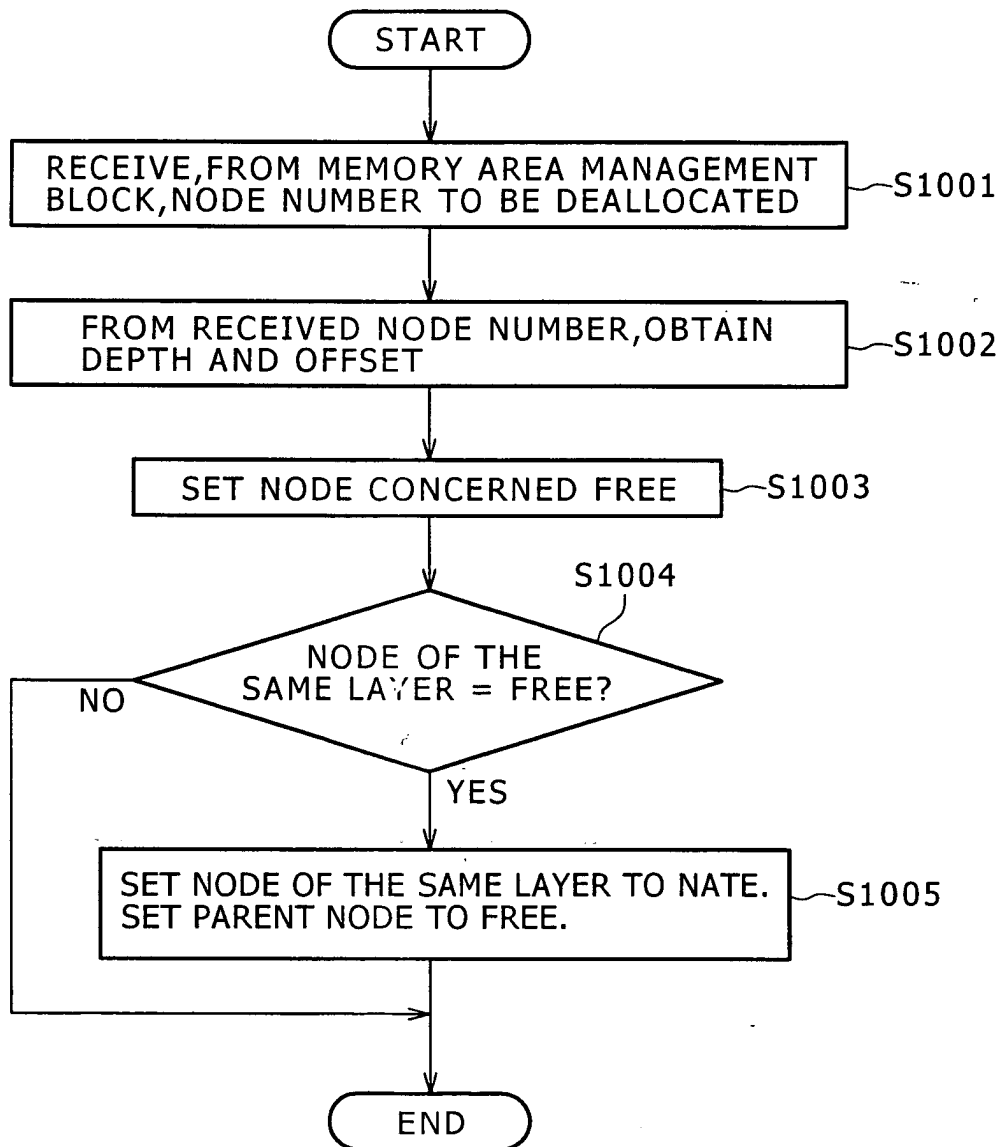 START
RECEIVE,FROM MEMORY AREA MANAGEMENT
BLOCK,NODE NUMBER TO BE DEALLOCATED
S1001
FROM RECEIVED NODE NUMBER,OBTAIN
DEPTH AND OFFSET
S1002
SET NODE CONCERNED FREE
S1003
S1004
NODE OF THE
SAME LAYER = FREE?
NO
YES
SET NODE OF THE SAME LAYER TO NATE.
SET PARENT NODE TO FREE.
S1005
END